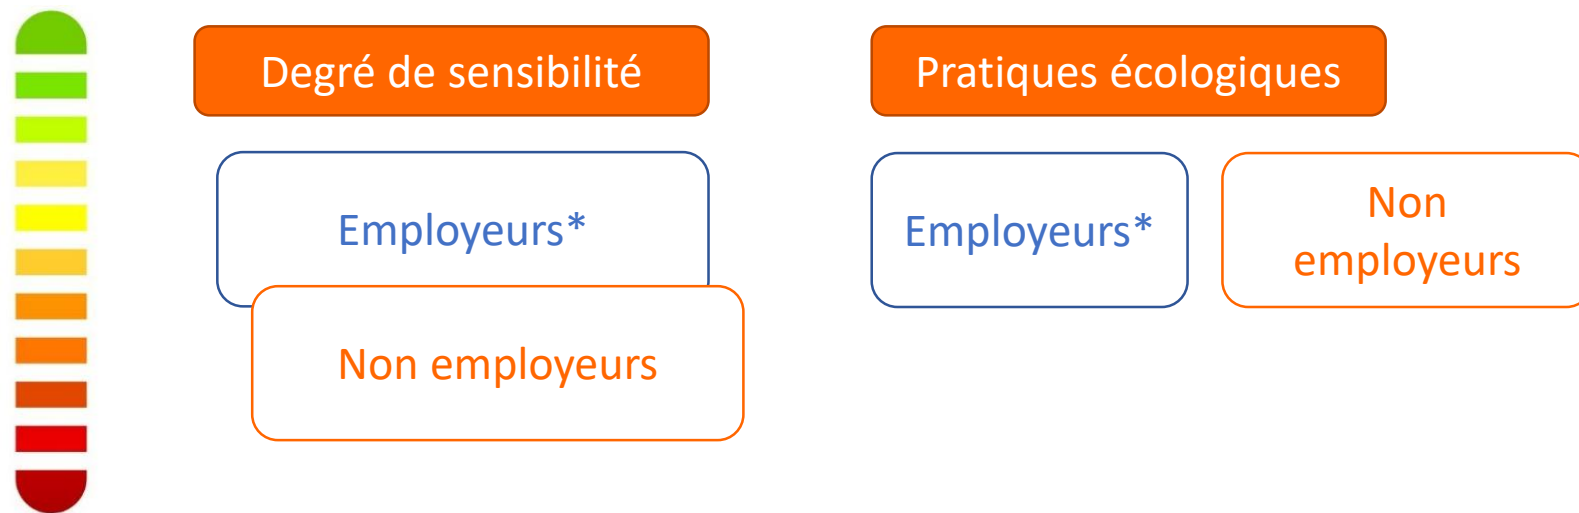 Degré de sensibilité
Pratiques écologiques
Employeurs*
Non employeurs
Employeurs*
Non
employeurs